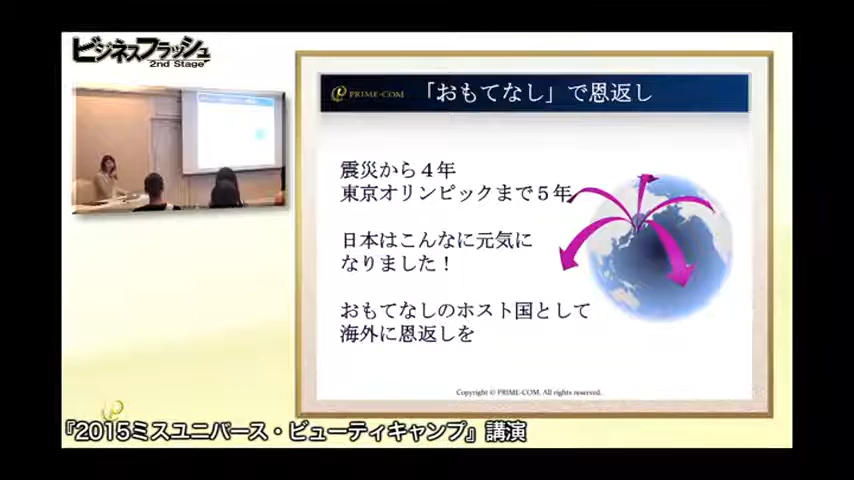 ビジネスフラッシュ
2nd Stage
PRIME-COM 「おもてなし」で恩返し
震災から４年
東京オリンピックまで５年
日本はこんなに元気に
なりました！
おもてなしのホスト国として
海外に恩返しを
Copyright © PRIME-COM. All rights reserved.
『2015ミスユニバース・ビューティキャンプ』講演